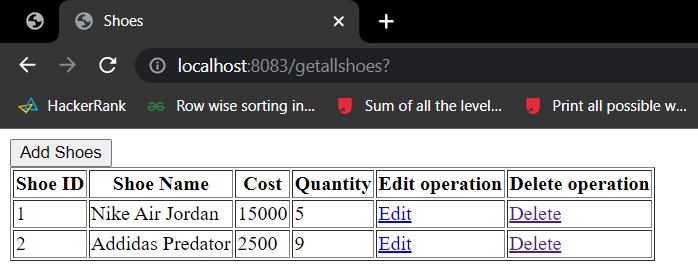 Shoes
localhost:8083/getallshoes?
HackerRank Row wise sorting in... Sum of all the level... Print all possible w...
Add Shoes
Shoe ID Shoe Name Cost Quantity Edit operation Delete operation
1 Nike Air Jordan 15000 5 Edit Delete
2 Addidas Predator 2500 9 Edit Delete